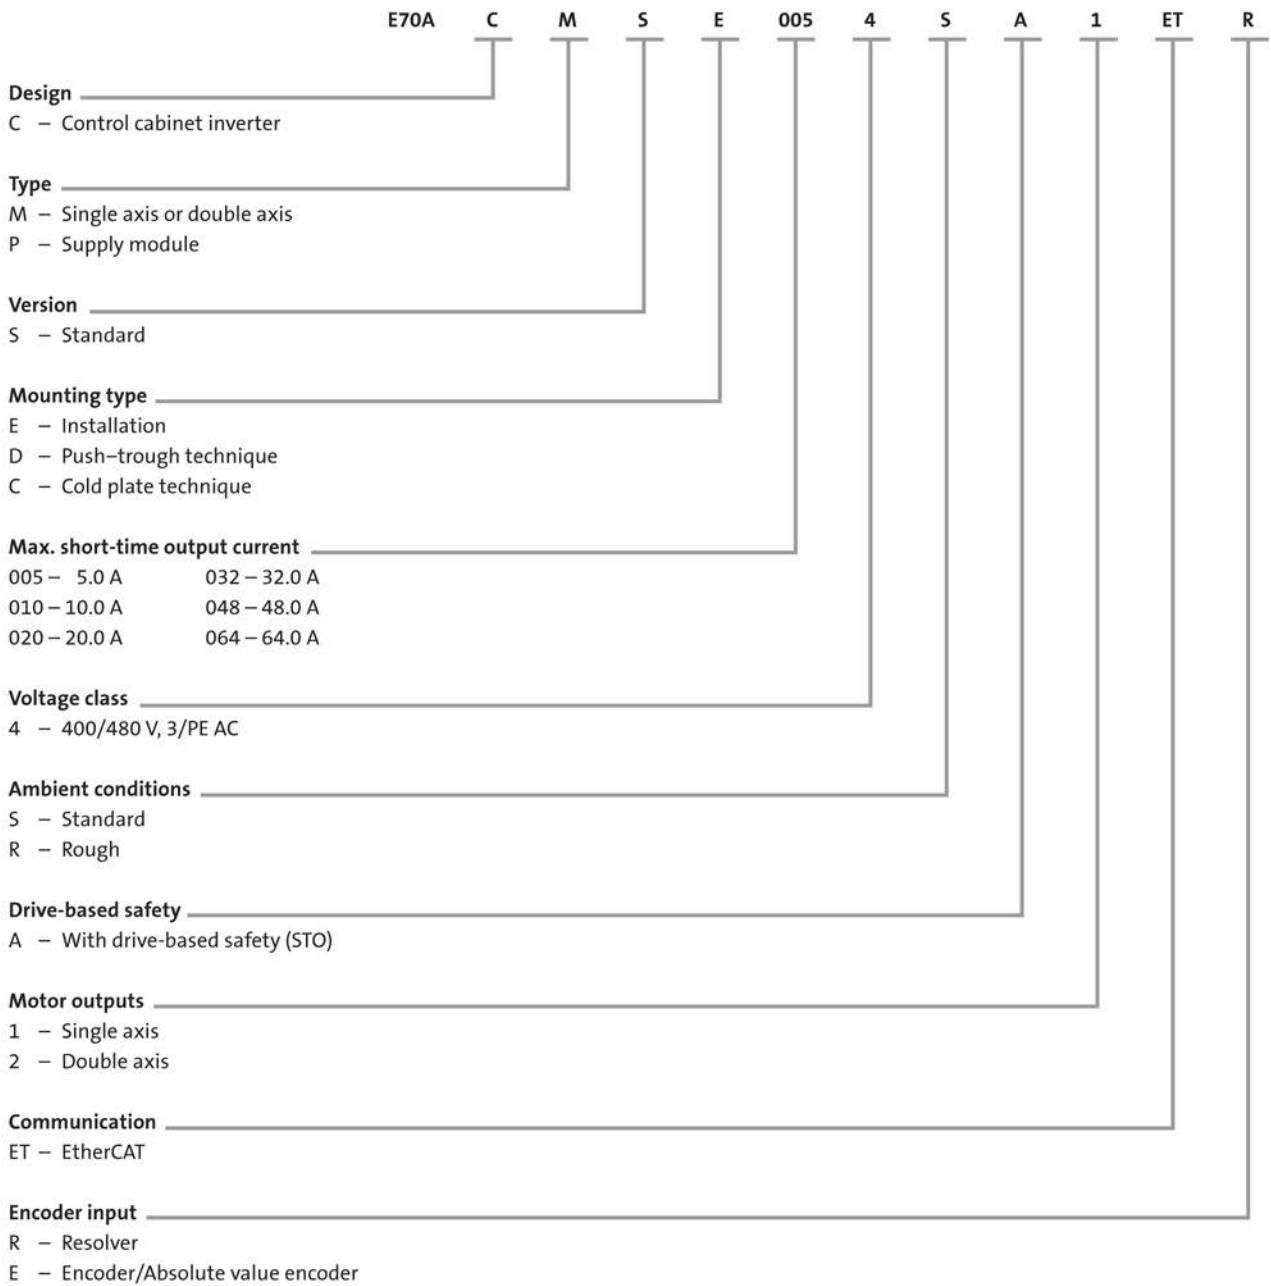 E70A C M S E 005 4 S A 1 ET R
Design
C – Control cabinet inverter
Type
M – Single axis or double axis
P – Supply module
Version
S – Standard
Mounting type
E – Installation
D – Push–trough technique
C – Cold plate technique
Max. short-time output current
005 – 5.0 A 032 – 32.0 A
010 – 10.0 A 048 – 48.0 A
020 – 20.0 A 064 – 64.0 A
Voltage class
4 – 400/480 V, 3/PE AC
Ambient conditions
S – Standard
R – Rough
Drive-based safety
A – With drive-based safety (STO)
Motor outputs
1 – Single axis
2 – Double axis
Communication
ET – EtherCAT
Encoder input
R – Resolver
E – Encoder/Absolute value encoder